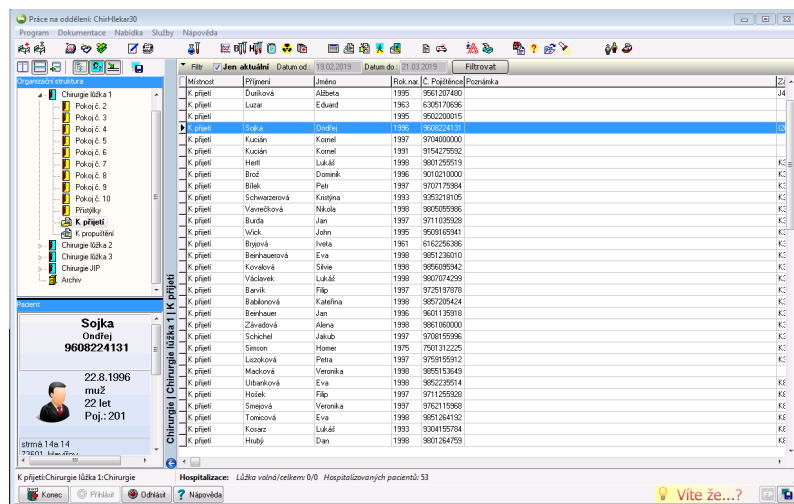 Práce na oddělení: ChirHlekar30
Program Dokumentace Nabídka Služby Nápověda
Filtr Jen aktuální Datum od: 19.02.2019 Datum do: 21.03.2019 Filtrovat
Organizační struktura
Chirurgie lůžka 1
Pokoj č. 2
Pokoj č. 3
Pokoj č. 4
Pokoj č. 5
Pokoj č. 6
Pokoj č. 7
Pokoj č. 8
Pokoj č. 9
Pokoj č. 10
Přistýlky
K přijetí
K propuštění
Chirurgie lůžka 2
Chirurgie lůžka 3
Chirurgie JIP
Archiv
Pacient
Sojka
Ondřej
9608224131
22.8.1996
muž
22 let
Poj.: 201
strmá 14a 14
Chirurgie | Chirurgie lůžka 1 | K přijetí
Místnost Příjmení Jméno Rok.nar. Č. Pojištěnce Poznámka
K přijetí Ďuríková Alžbeta 1995 9561207480 J4
K přijetí Luzar Eduard 1963 6305170696
K přijetí 1995 9502200015
K přijetí Sojka Ondřej 1996 9608224131
K přijetí Kucián Kornel 1997 9704000000
K přijetí Kucián Kornel 1991 9154275592
K přijetí Hertl Lukáš 1998 9801255519
K přijetí Brož Dominik 1996 9010210000
K přijetí Bílek Petr 1997 9707175984
K přijetí Schwarzerová Kristýna 1993 9353218105
K přijetí Vavrečková Nikola 1998 9805055986
K přijetí Burda Jan 1997 9711035928
K přijetí Wick John 1995 9509165941
K přijetí Bryjová Iveta 1961 6162256386
K přijetí Beinhauerová Eva 1998 9851236010
K přijetí Kovalová Silvie 1998 9856095942
K přijetí Václavek Lukáš 1998 9807074299
K přijetí Barvík Filip 1997 9725197878
K přijetí Babilonová Kateřina 1998 9857205424
K přijetí Beinhauer Jan 1996 9601135918
K přijetí Závadová Alena 1998 9861060000
K přijetí Schichel Jakub 1997 9708155996
K přijetí Simson Homer 1975 7501312225
K přijetí Liszoková Petra 1997 9759155912
K přijetí Macková Veronika 1998 9855153649
K přijetí Urbanková Eva 1998 9852235514
K přijetí Hošek Filip 1997 9711255928
K přijetí Smejová Veronika 1997 9762115968
K přijetí Tomicová Eva 1998 9851264192
K přijetí Kosarz Lukáš 1993 9304155784
K přijetí Hrubý Dan 1998 9801264759
K přijetí:Chirurgie lůžka 1:Chirurgie
Hospitalizace: Lůžka volná/celkem: 0/0 Hospitalizovaných pacientů: 53
Konec Přihlásit Odhlásit Nápověda Víte že...?